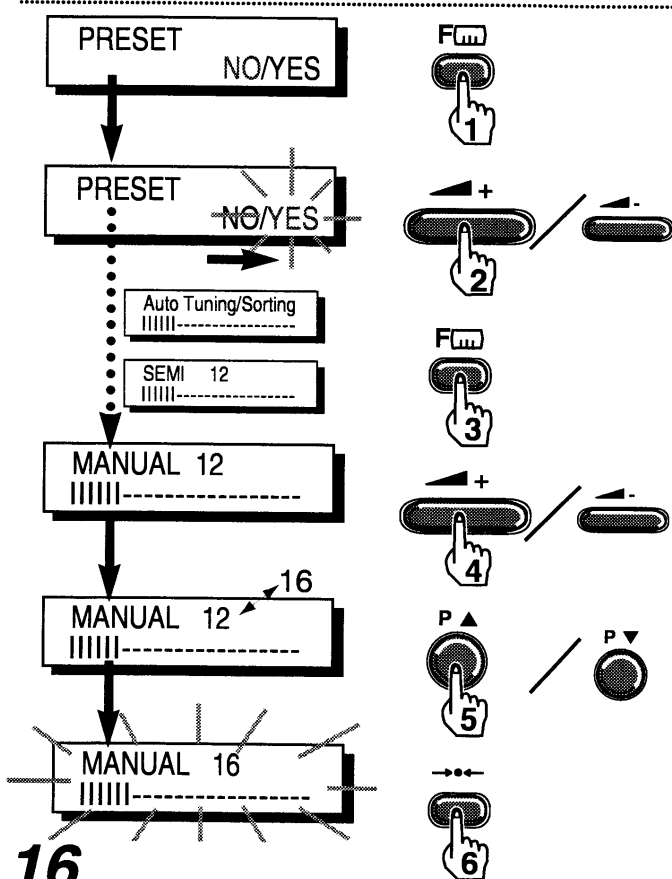 PRESET
NO/YES
F
1
PRESET
NO/YES
+ / -
2
Auto Tuning/Sorting
||||||------------------
SEMI 12
||||||------------------
F
3
MANUAL 12
||||||------------------
+ / -
4
16
MANUAL 12
||||||------------------
P ▲ / P ▼
5
MANUAL 16
||||||------------------
6
16